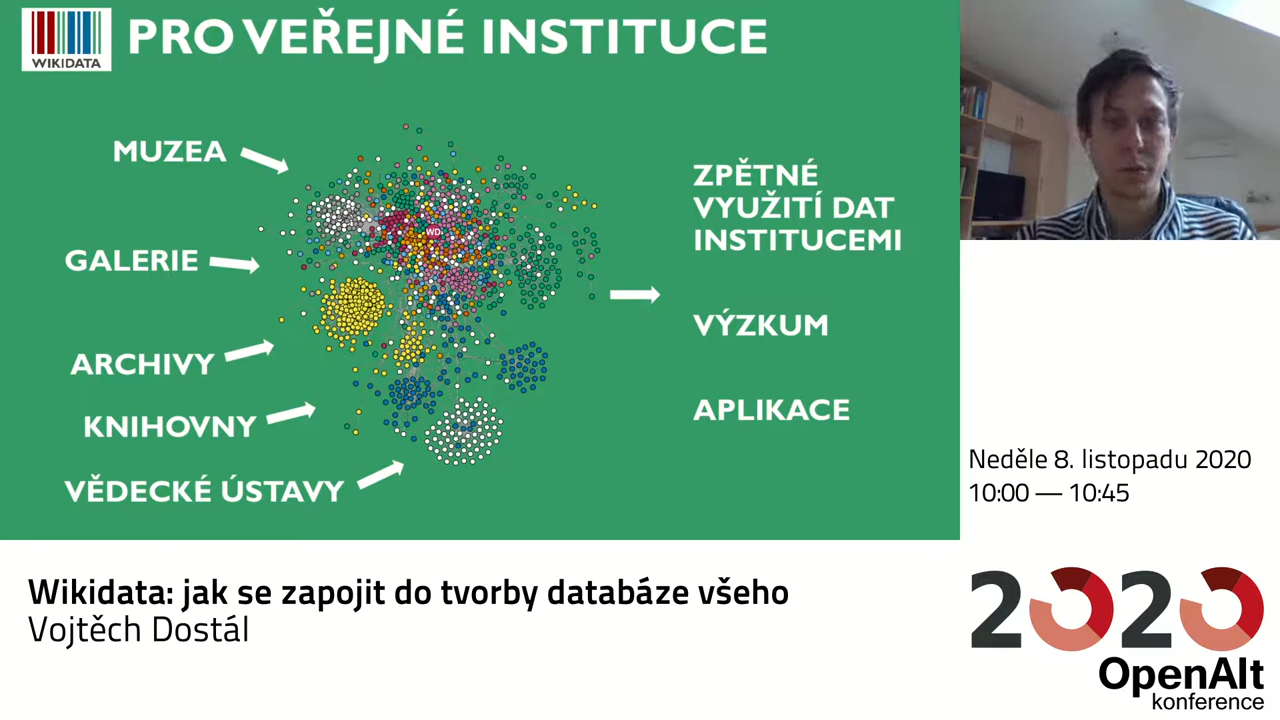 WIKIDATA
PRO VEŘEJNÉ INSTITUCE
MUZEA
GALERIE
ARCHIVY
KNIHOVNY
VĚDECKÉ ÚSTAVY
WD
ZPĚTNÉ
VYUŽITÍ DAT
INSTITUCEMI
VÝZKUM
APLIKACE
Neděle 8. listopadu 2020
10:00 — 10:45
Wikidata: jak se zapojit do tvorby databáze všeho
Vojtěch Dostál
2020
OpenAlt
konference